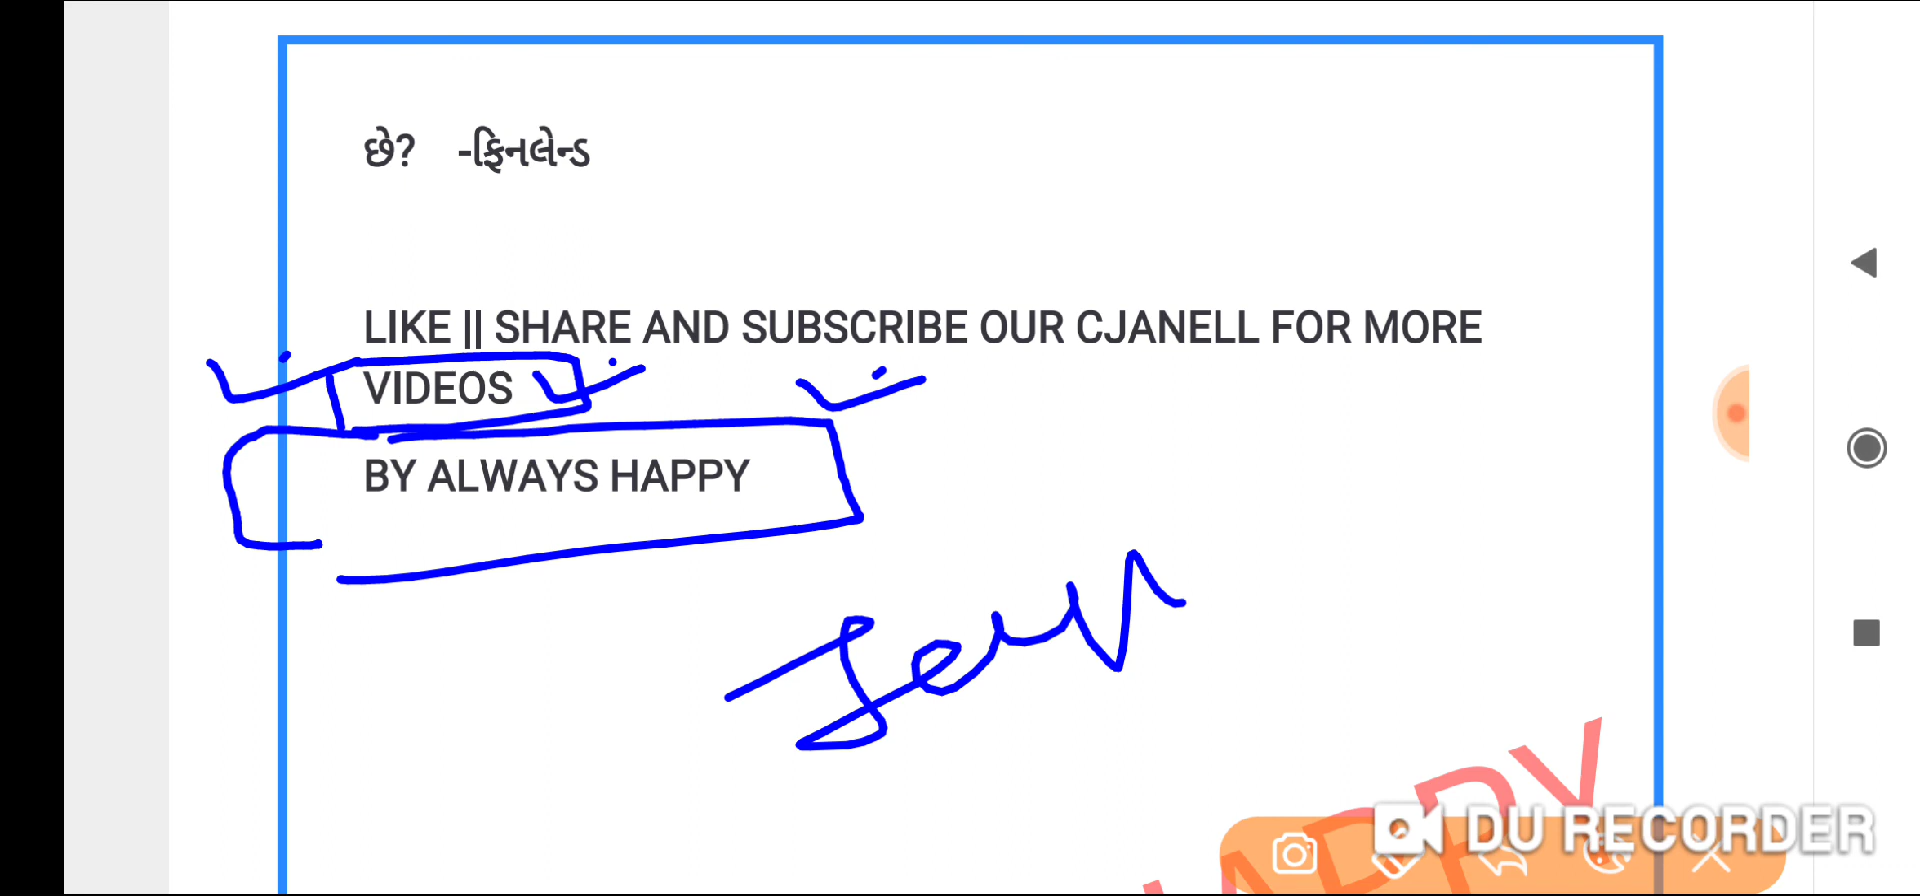 છે? -ફિનલેન્ડ
LIKE || SHARE AND SUBSCRIBE OUR CJANELL FOR MORE
VIDEOS
BY ALWAYS HAPPY
DU RECORDER